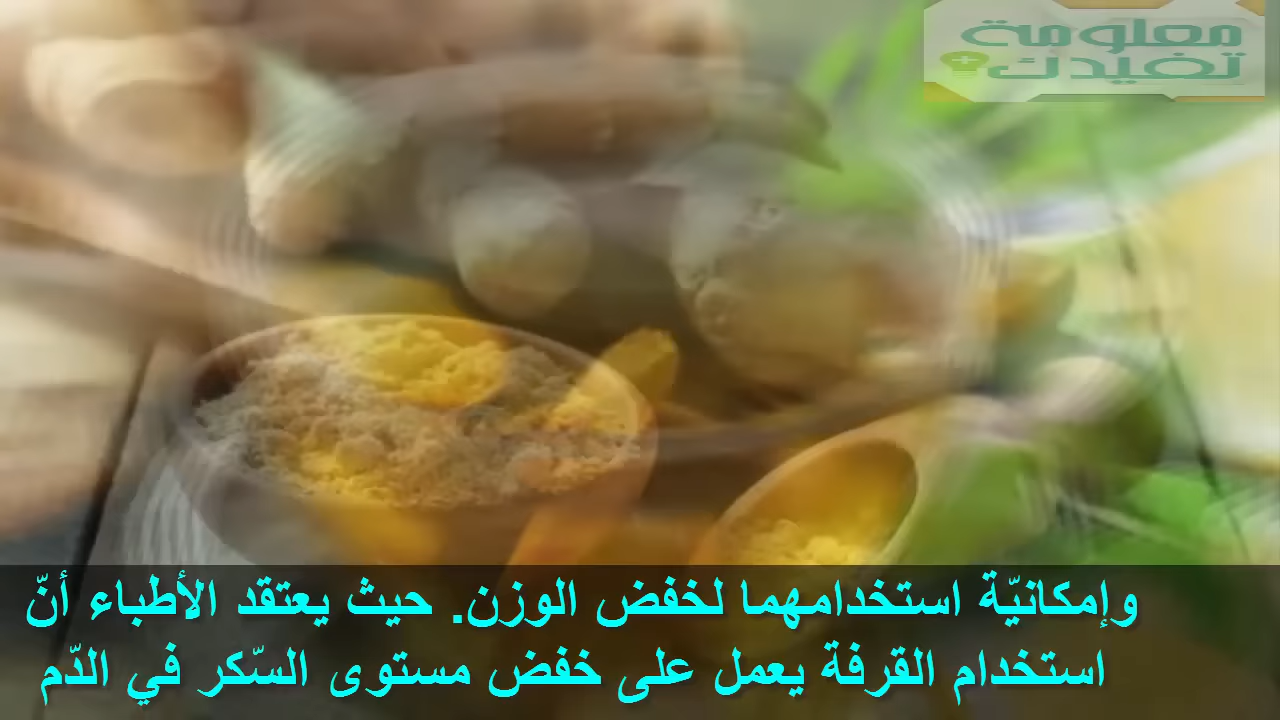 معلومة
تفيدك
وإمكانيّة استخدامهما لخفض الوزن. حيث يعتقد الأطباء أنّ
استخدام القرفة يعمل على خفض مستوى السّكر في الدّم